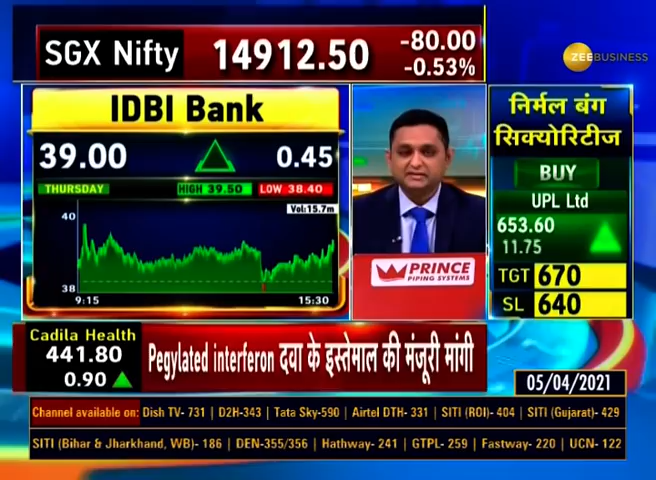 SGX Nifty 14912.50 -80.00
-0.53%
ZEE BUSINESS
IDBI Bank
39.00 0.45
THURSDAY HIGH 39.50 LOW 38.40
Vol:15.7m
40
38
9:15 15:30
PRINCE
PIPING SYSTEMS
निर्मल बंग
सिक्योरिटीज
BUY
UPL Ltd
653.60
11.75
TGT 670
SL 640
Cadila Health
441.80
0.90
Pegylated interferon दवा के इस्तेमाल की मंजूरी मांगी
05/04/2021
Channel available on: Dish TV- 731 | D2H-343 | Tata Sky-590 | Airtel DTH- 331 | SITI (ROI)- 404 | SITI (Gujarat)- 429
SITI (Bihar & Jharkhand, WB)- 186 | DEN-355/356 | Hathway- 241 | GTPL- 259 | Fastway- 220 | UCN- 122